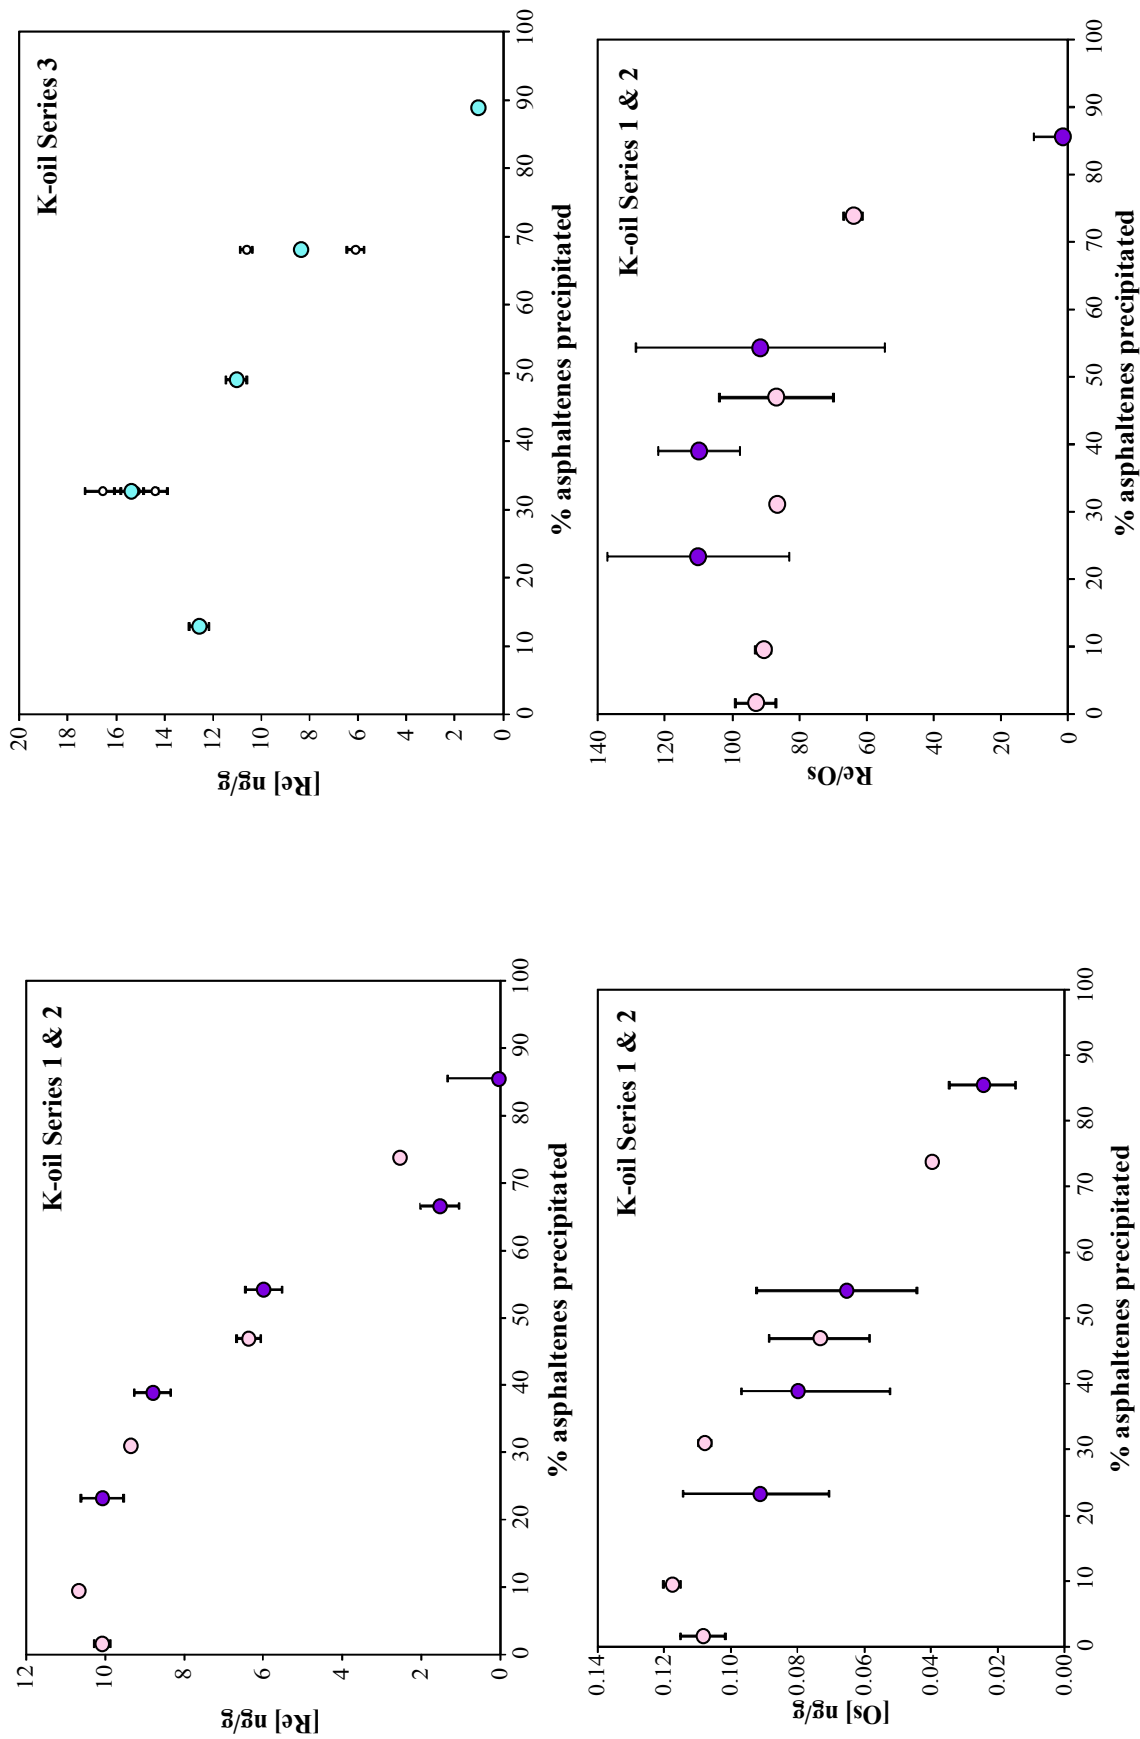 K-oil Series 1 & 2
[Re] ng/g
12
10
8
6
4
2
0
0 10 20 30 40 50 60 70 80 90 100
% asphaltenes precipitated
K-oil Series 3
[Re] ng/g
20
18
16
14
12
10
8
6
4
2
0
0 10 20 30 40 50 60 70 80 90 100
% asphaltenes precipitated
K-oil Series 1 & 2
[Os] ng/g
0.14
0.12
0.10
0.08
0.06
0.04
0.02
0.00
0 10 20 30 40 50 60 70 80 90 100
% asphaltenes precipitated
K-oil Series 1 & 2
Re/Os
140
120
100
80
60
40
20
0
0 10 20 30 40 50 60 70 80 90 100
% asphaltenes precipitated